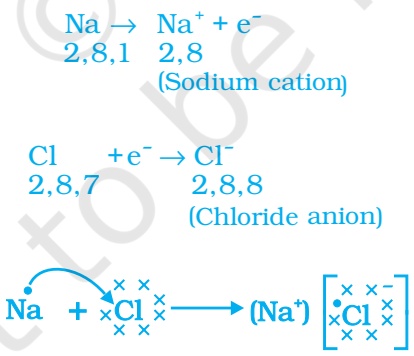 Na → Na⁺ + e⁻
2,8,1 2,8
(Sodium cation)
Cl +e⁻ → Cl⁻
2,8,7 2,8,8
(Chloride anion)
Na + Cl → (Na⁺) [Cl]⁻